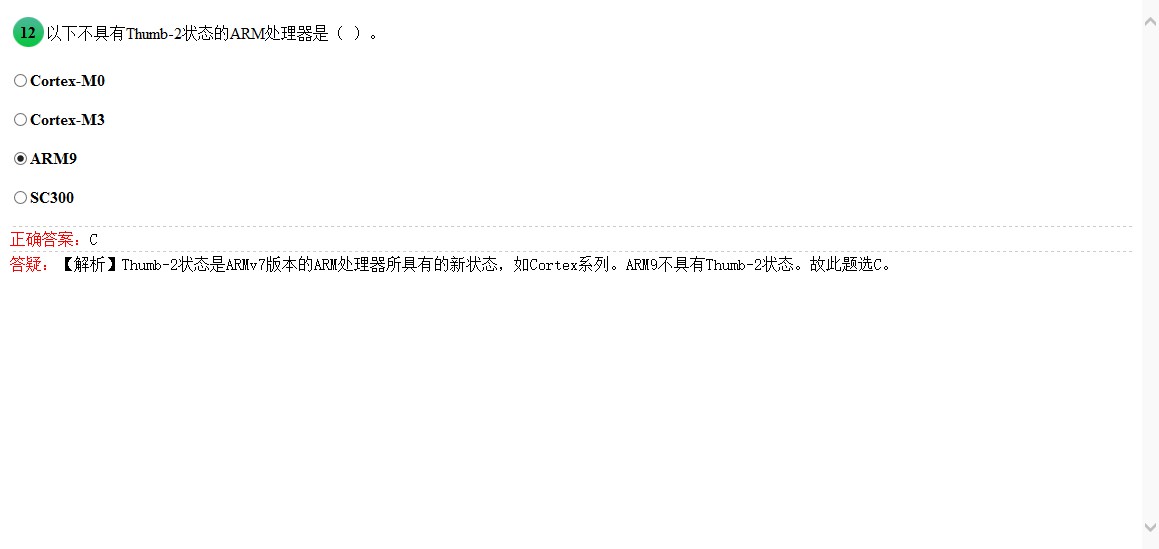 12 以下不具有Thumb-2状态的ARM处理器是（ ）。
Cortex-M0
Cortex-M3
ARM9
SC300
正确答案：C
答疑：【解析】Thumb-2状态是ARMv7版本的ARM处理器所具有的新状态，如Cortex系列。ARM9不具有Thumb-2状态。故此题选C。